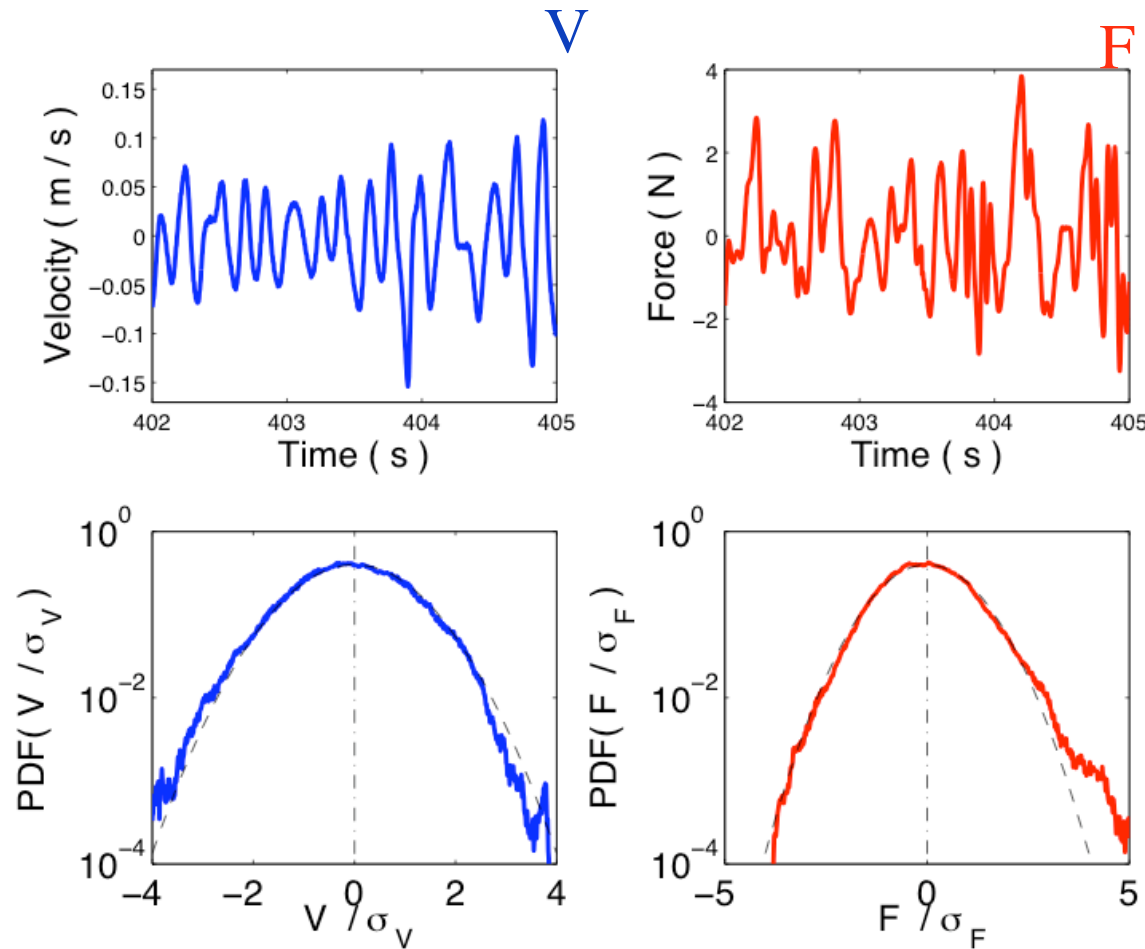 V
F
0.15
0.1
0.05
0
−0.05
−0.1
−0.15
Velocity ( m / s )
402 403 404 405
Time ( s )
4
2
0
−2
−4
Force ( N )
402 403 404 405
Time ( s )
10^0
10^−2
10^−4
PDF( V / σ_V)
−4 −2 0 2 4
V / σ_V
10^0
10^−2
10^−4
PDF( F / σ_F)
−5 0 5
F / σ_F